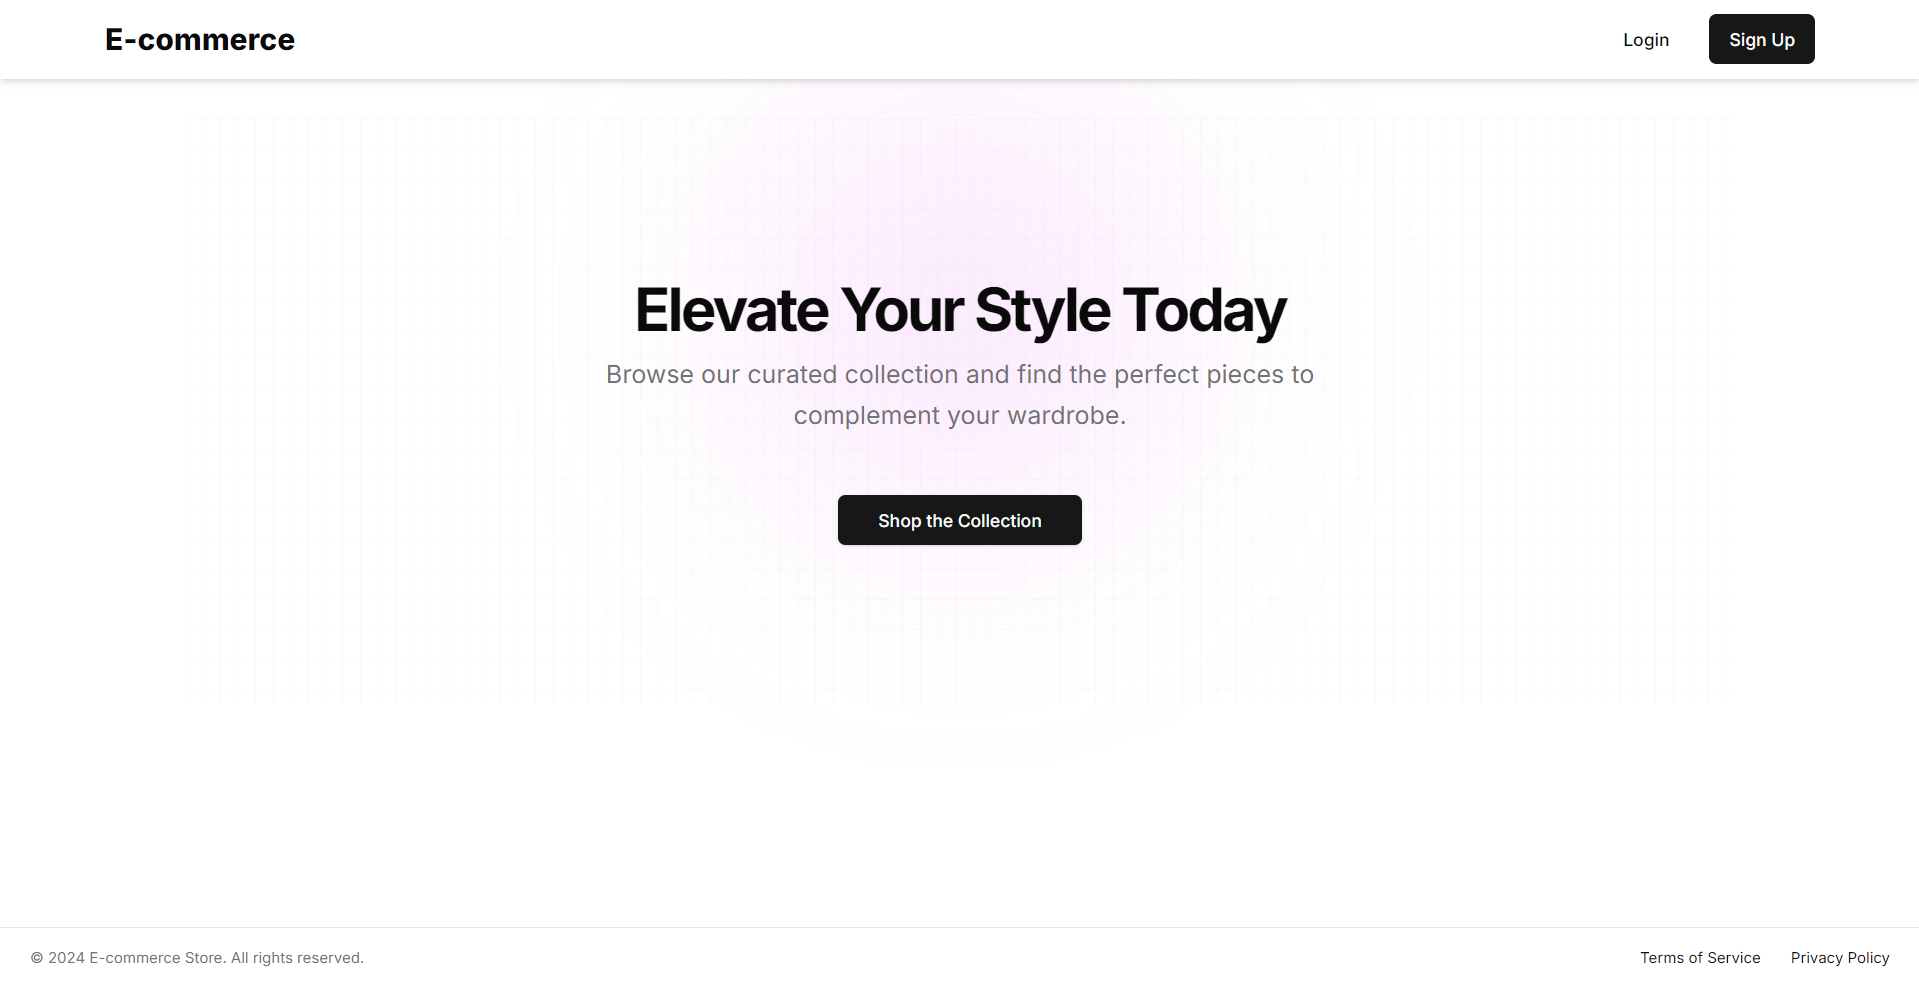 E-commerce
Login
Sign Up
Elevate Your Style Today
Browse our curated collection and find the perfect pieces to
complement your wardrobe.
Shop the Collection
© 2024 E-commerce Store. All rights reserved.
Terms of Service
Privacy Policy